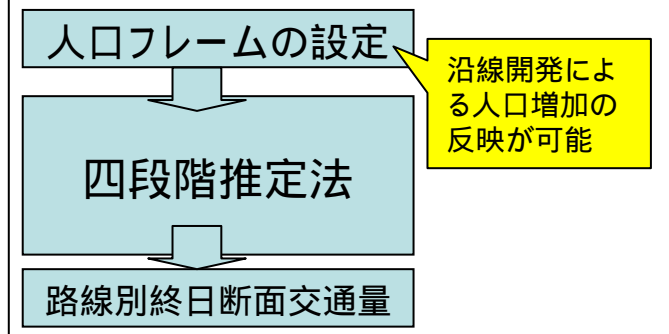 人口フレームの設定
沿線開発によ
る人口増加の
反映が可能
四段階推定法
路線別終日断面交通量